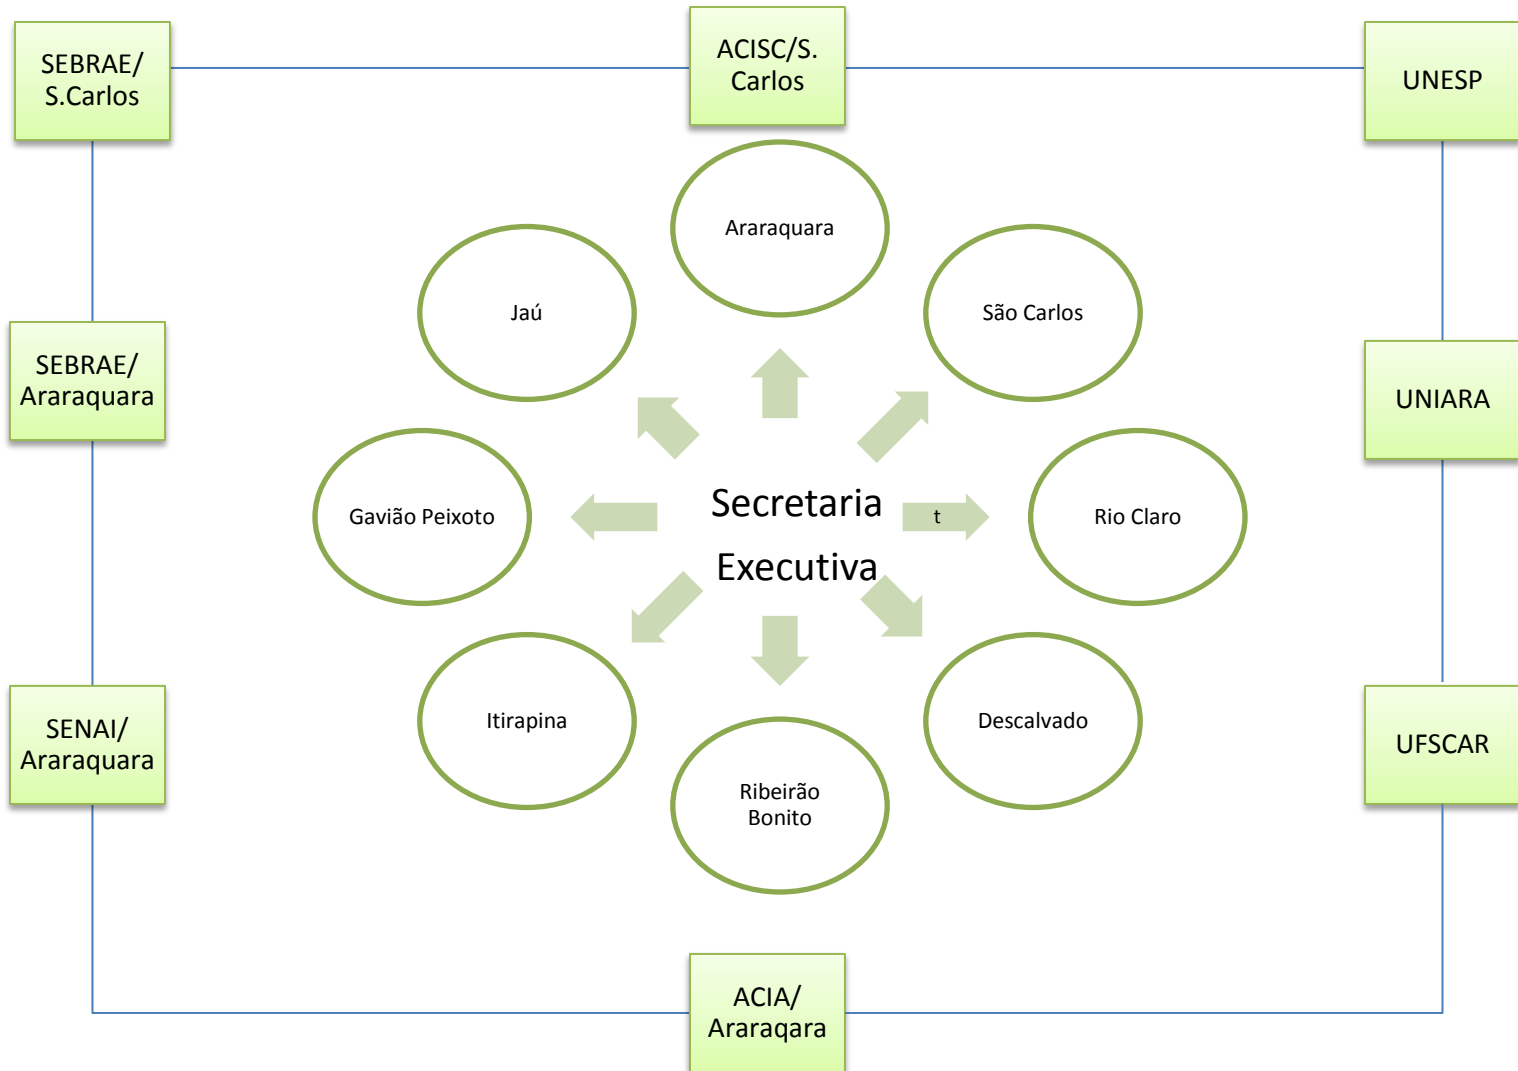 SEBRAE/
S.Carlos
ACISC/S.
Carlos
UNESP
Araraquara
Jaú
São Carlos
SEBRAE/
Araraquara
UNIARA
Gavião Peixoto
Secretaria
Executiva
t
Rio Claro
Itirapina
Descalvado
SENAI/
Araraquara
UFSCAR
Ribeirão
Bonito
ACIA/
Araraqara